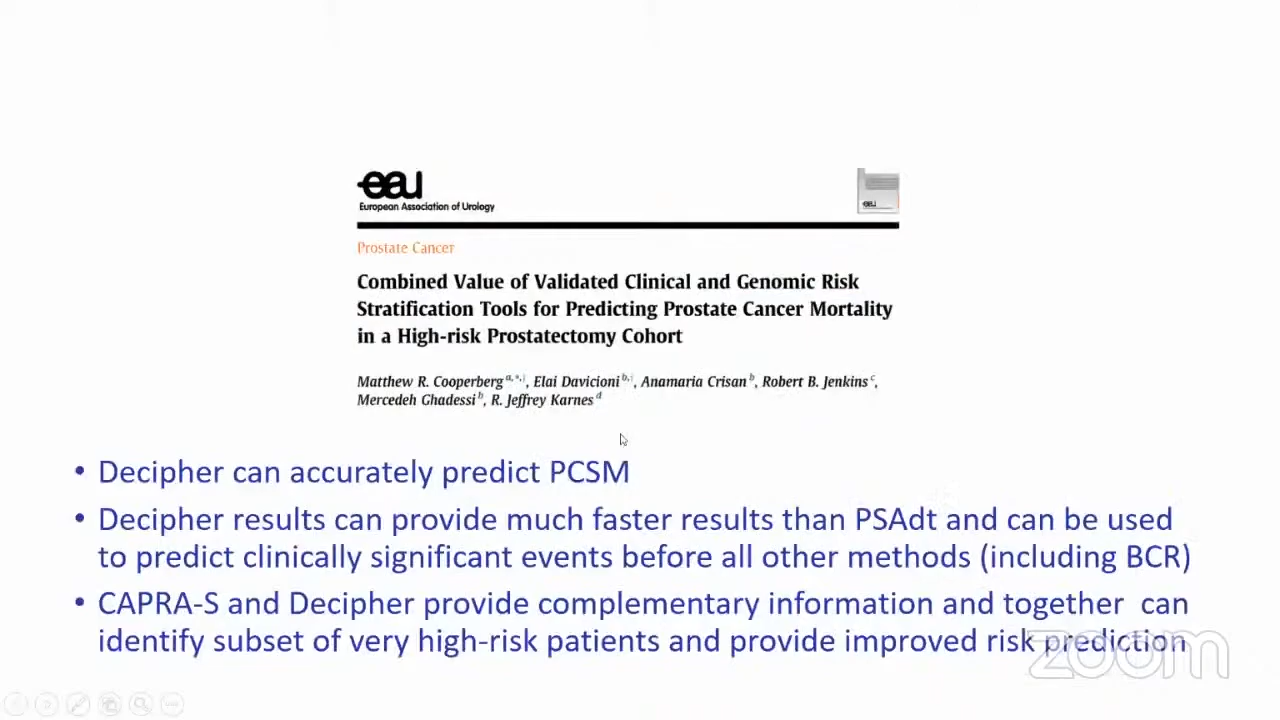 eau
European Association of Urology
eau
Prostate Cancer
Combined Value of Validated Clinical and Genomic Risk
Stratification Tools for Predicting Prostate Cancer Mortality
in a High-risk Prostatectomy Cohort
Matthew R. Cooperberg a,*,j, Elai Davicioni b,j, Anamaria Crisan b, Robert B. Jenkins c,
Mercedeh Ghadessi b, R. Jeffrey Karnes d
• Decipher can accurately predict PCSM
• Decipher results can provide much faster results than PSAdt and can be used
to predict clinically significant events before all other methods (including BCR)
• CAPRA-S and Decipher provide complementary information and together can
identify subset of very high-risk patients and provide improved risk prediction
zoom